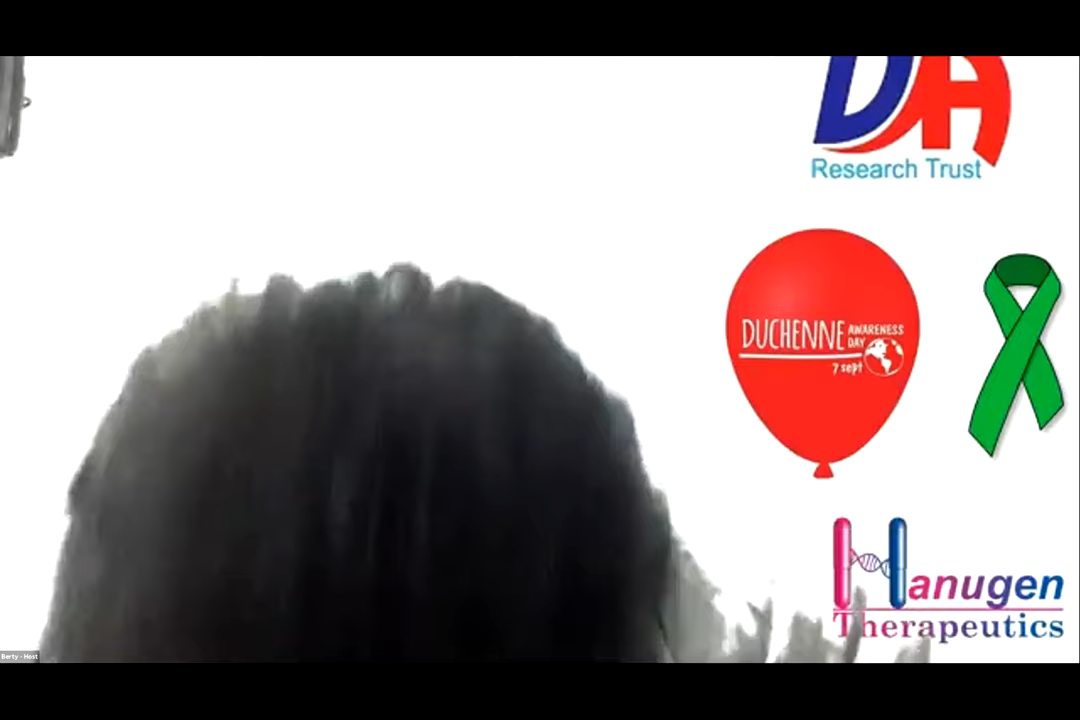 DA
Research Trust
DUCHENNE AWARENESS DAY
7 sept
Hanugen
Therapeutics
Berty - Host